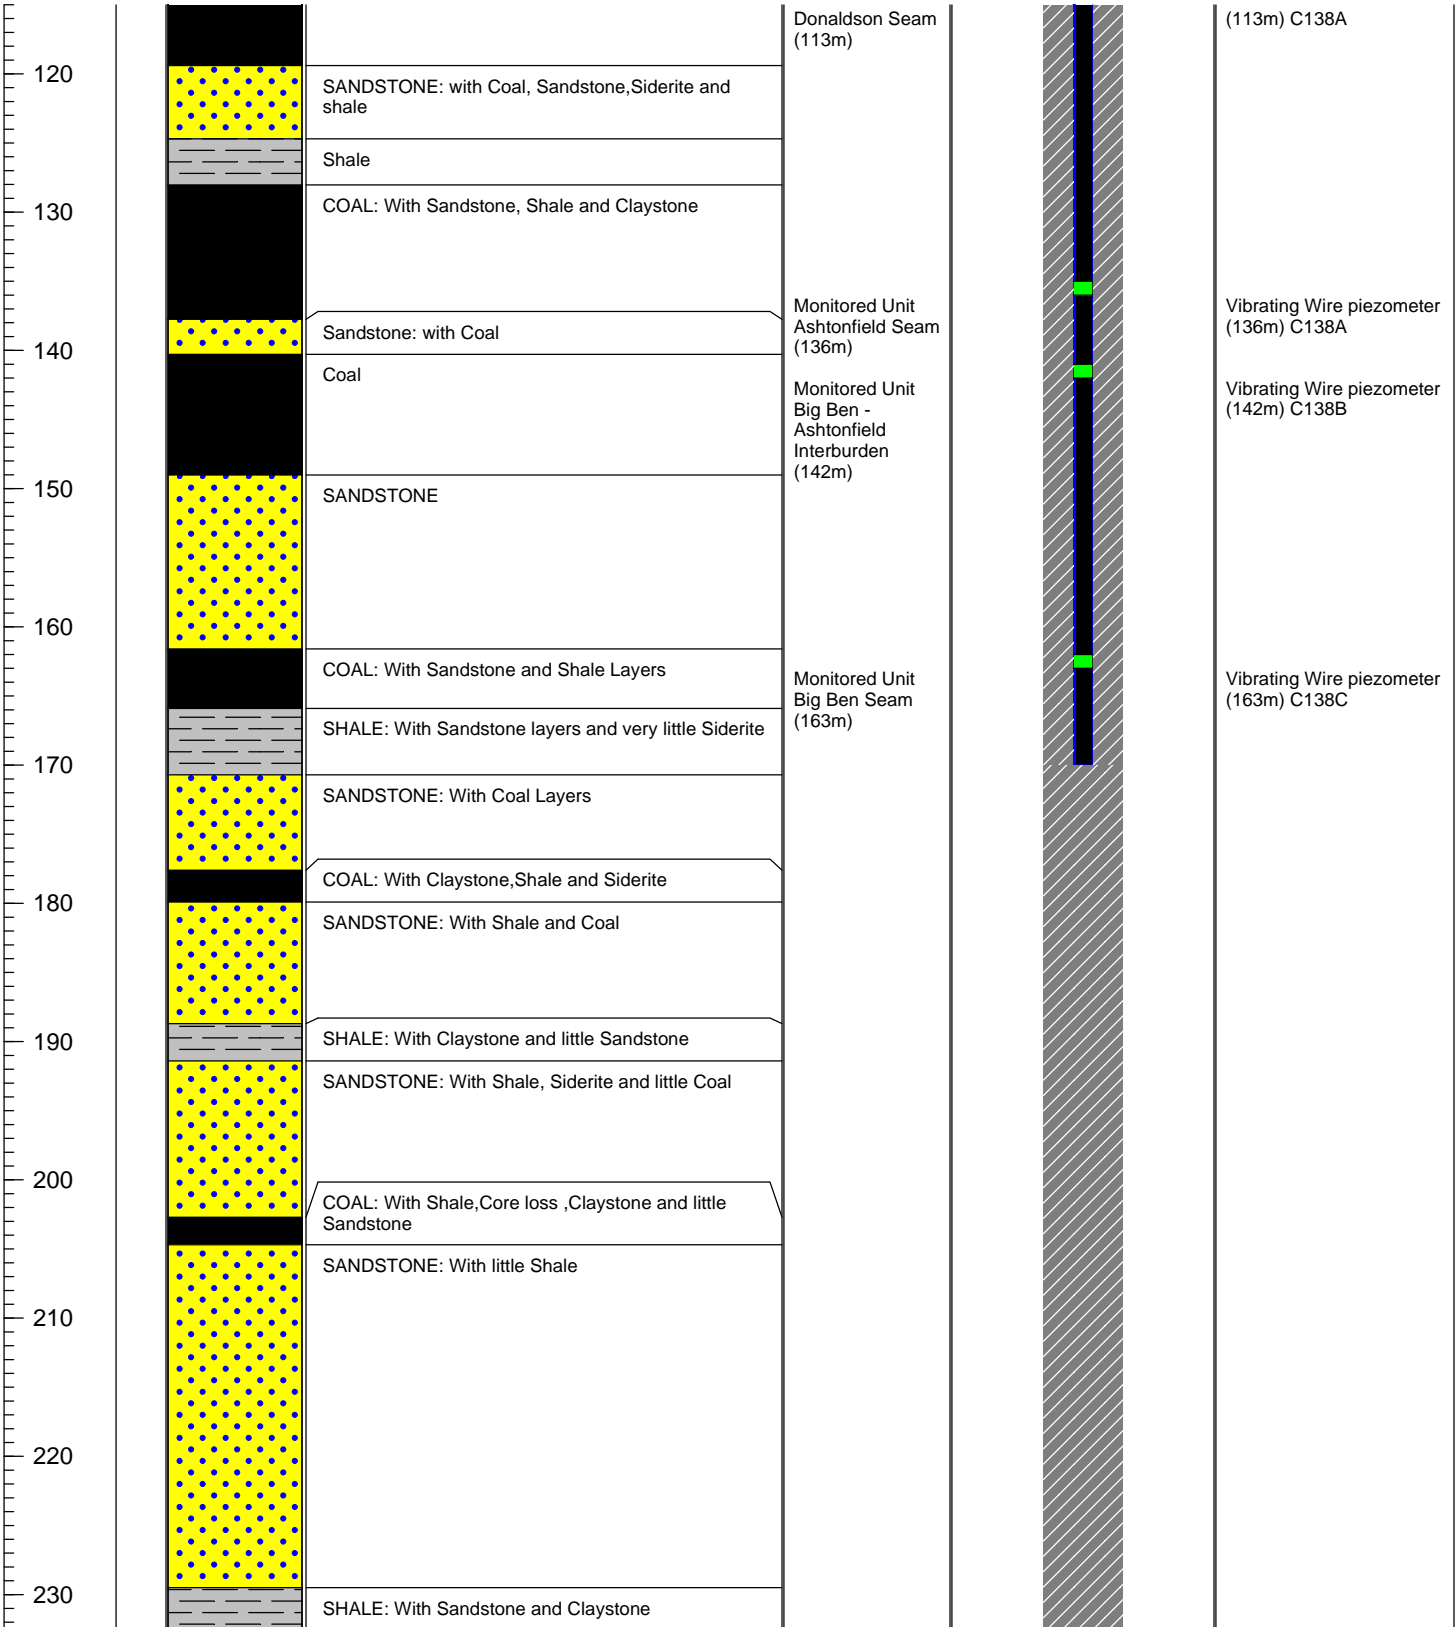 Donaldson Seam
(113m)
(113m) C138A
120
SANDSTONE: with Coal, Sandstone,Siderite and
shale
Shale
130
COAL: With Sandstone, Shale and Claystone
Monitored Unit
Ashtonfield Seam
(136m)
Vibrating Wire piezometer
(136m) C138A
Sandstone: with Coal
140
Coal
Monitored Unit
Big Ben -
Ashtonfield
Interburden
(142m)
Vibrating Wire piezometer
(142m) C138B
150
SANDSTONE
160
COAL: With Sandstone and Shale Layers
Monitored Unit
Big Ben Seam
(163m)
Vibrating Wire piezometer
(163m) C138C
SHALE: With Sandstone layers and very little Siderite
170
SANDSTONE: With Coal Layers
COAL: With Claystone,Shale and Siderite
180
SANDSTONE: With Shale and Coal
190
SHALE: With Claystone and little Sandstone
SANDSTONE: With Shale, Siderite and little Coal
200
COAL: With Shale,Core loss ,Claystone and little
Sandstone
SANDSTONE: With little Shale
210
220
230
SHALE: With Sandstone and Claystone